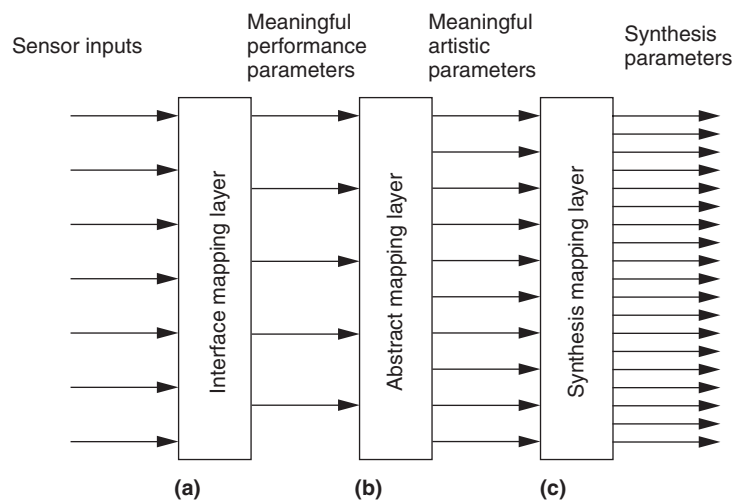 Sensor inputs
Meaningful
performance
parameters
Meaningful
artistic
parameters
Synthesis
parameters
Interface mapping layer
Abstract mapping layer
Synthesis mapping layer
(a)
(b)
(c)